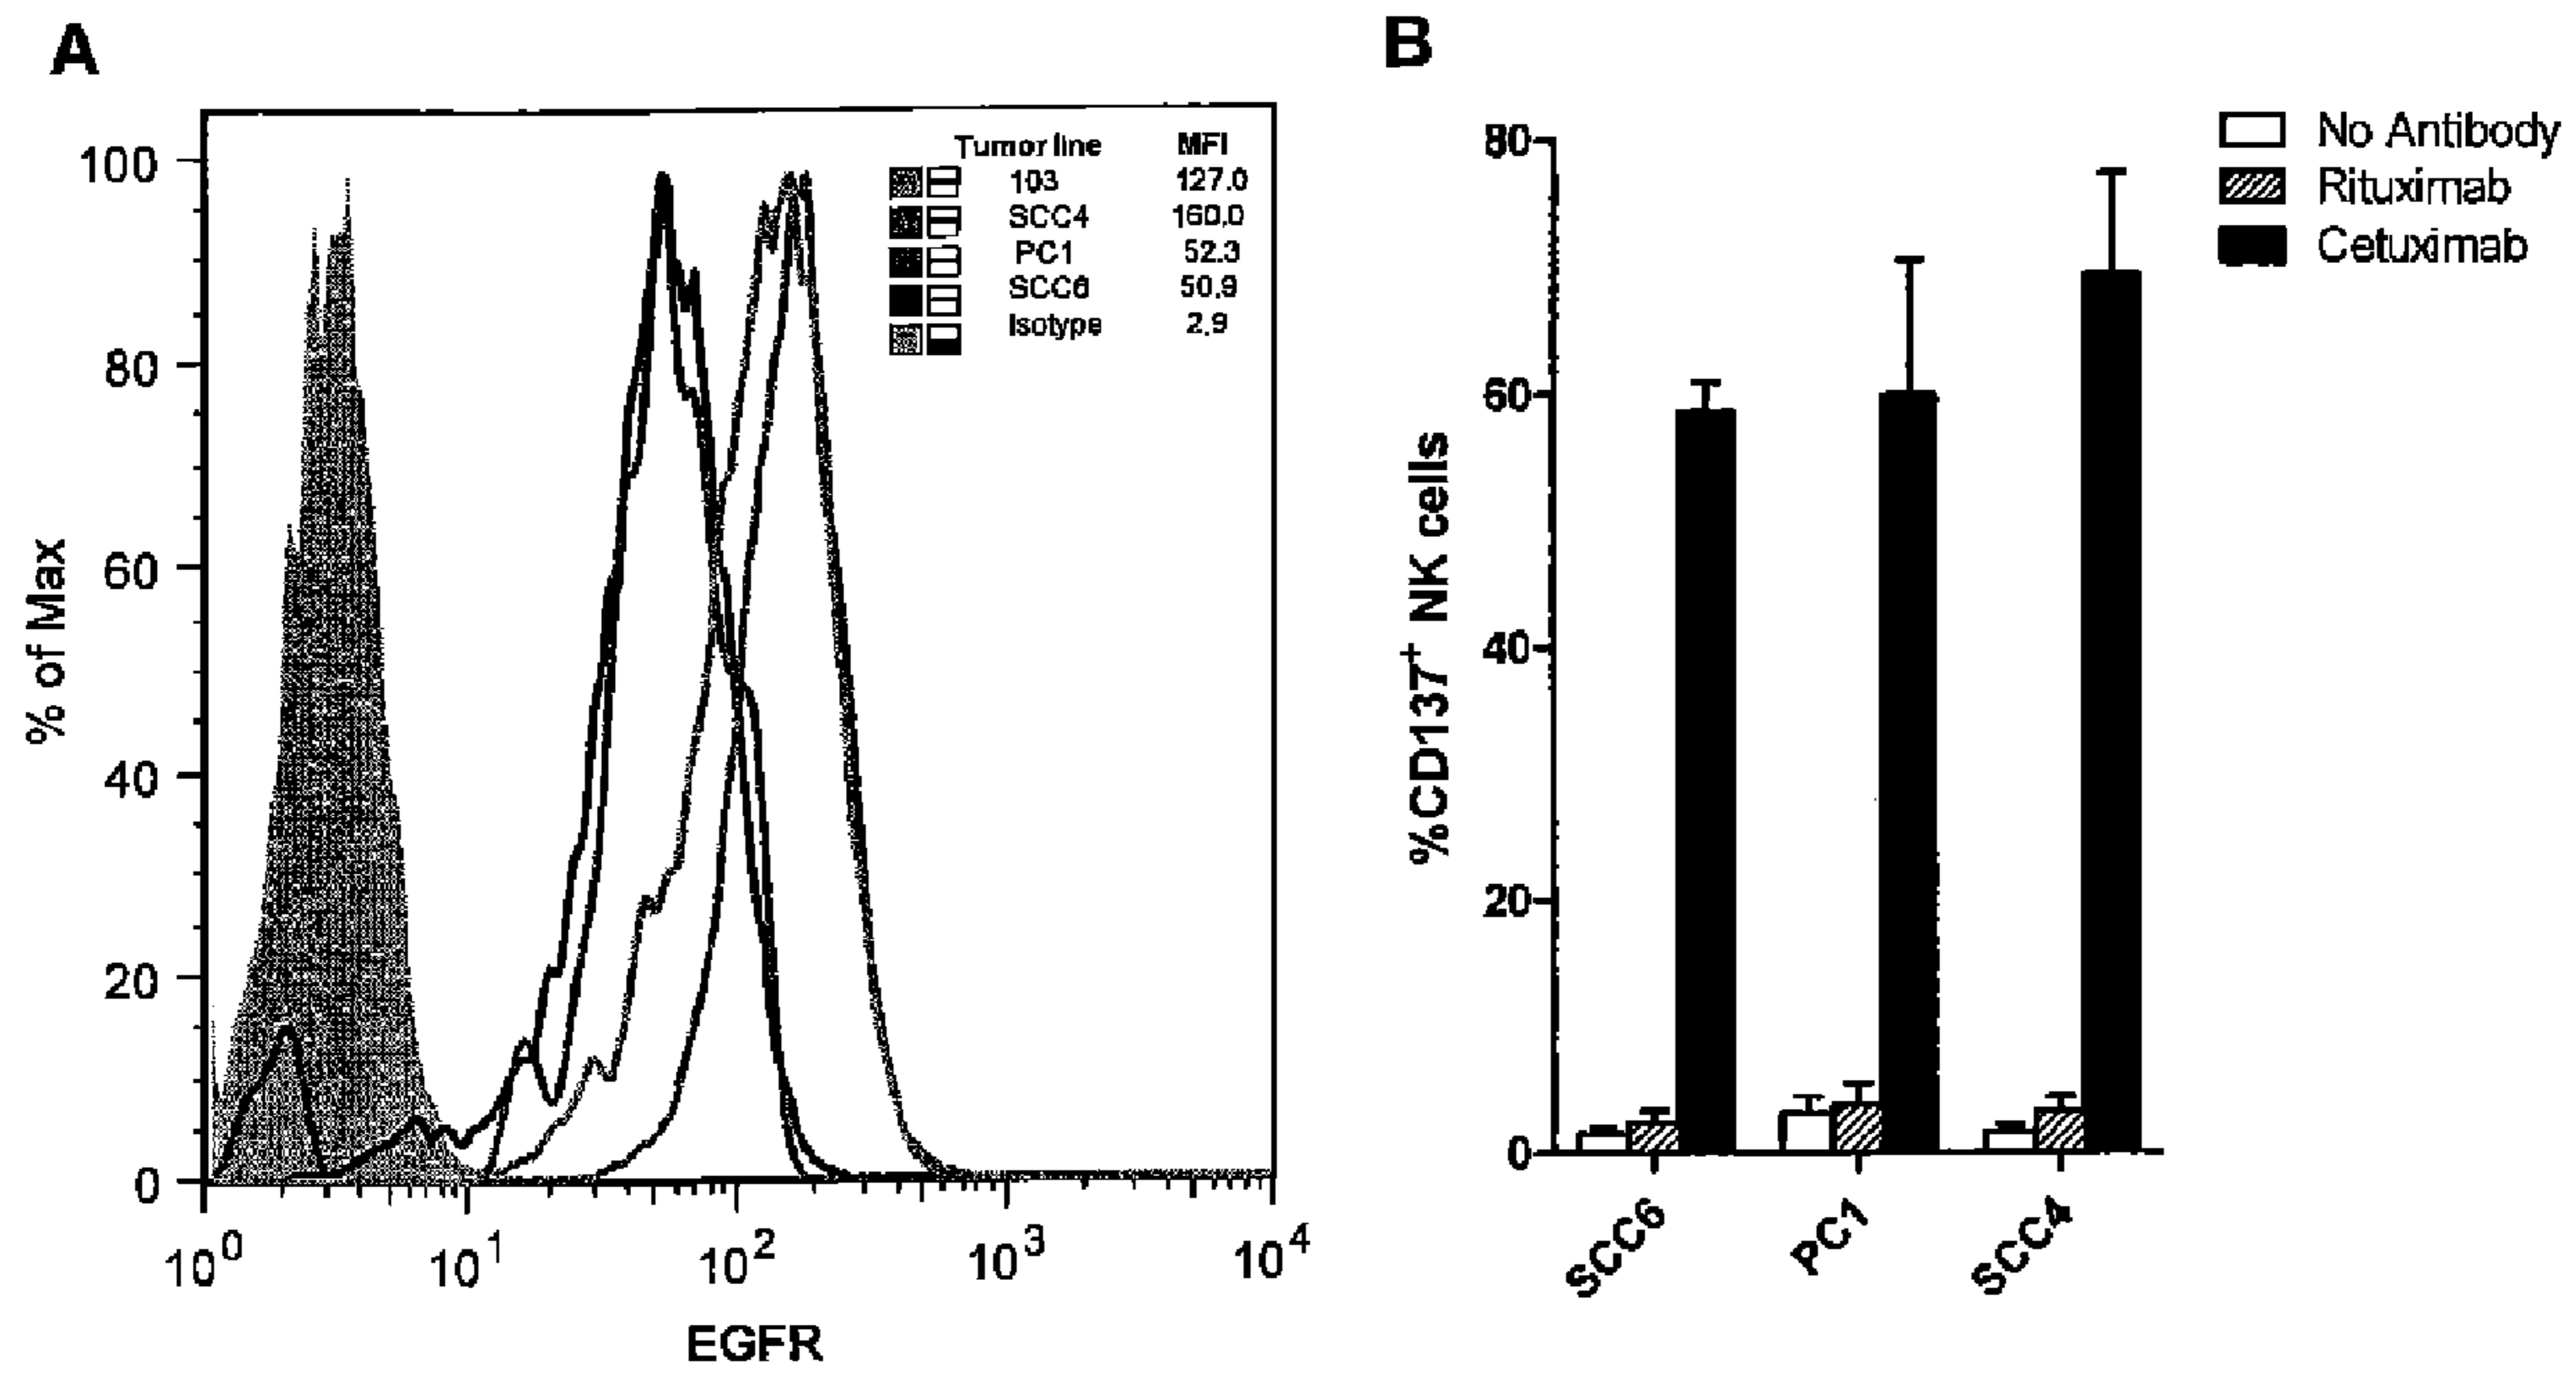 A
% of Max
100
80
60
40
20
0
10^0 10^1 10^2 10^3 10^4
EGFR
Tumor line MFI
103 127.0
SCC4 160.0
PC1 52.3
SCC6 50.9
Isotype 2.9
B
%CD137+ NK cells
80
60
40
20
0
SCC6 PC1 SCC4
No Antibody
Rituximab
Cetuximab